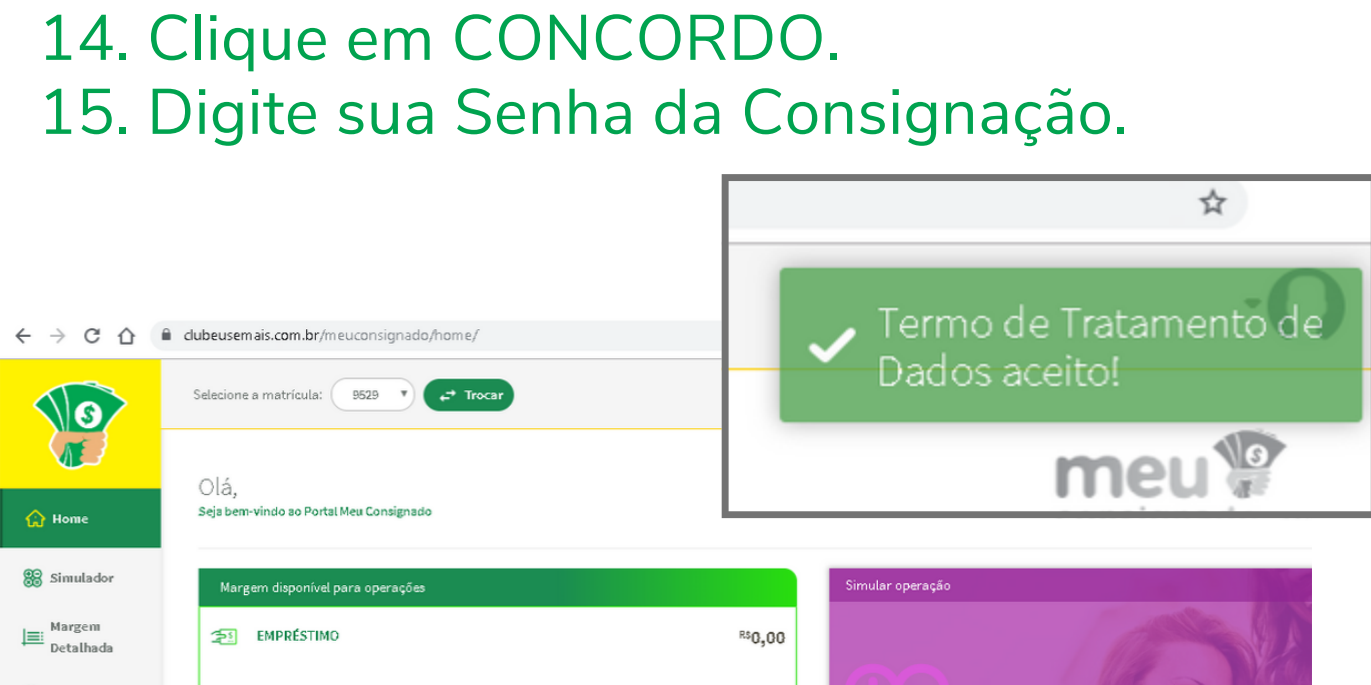 14. Clique em CONCORDO.
15. Digite sua Senha da Consignação.
Termo de Tratamento de
Dados aceito!
meu
clubeusemais.com.br/meuconsignado/home/
Selecione a matrícula: 9529 Trocar
Olá,
Seja bem-vindo ao Portal Meu Consignado
Home
Simulador
Margem
Detalhada
Margem disponível para operações
EMPRÉSTIMO R$0,00
Simular operação